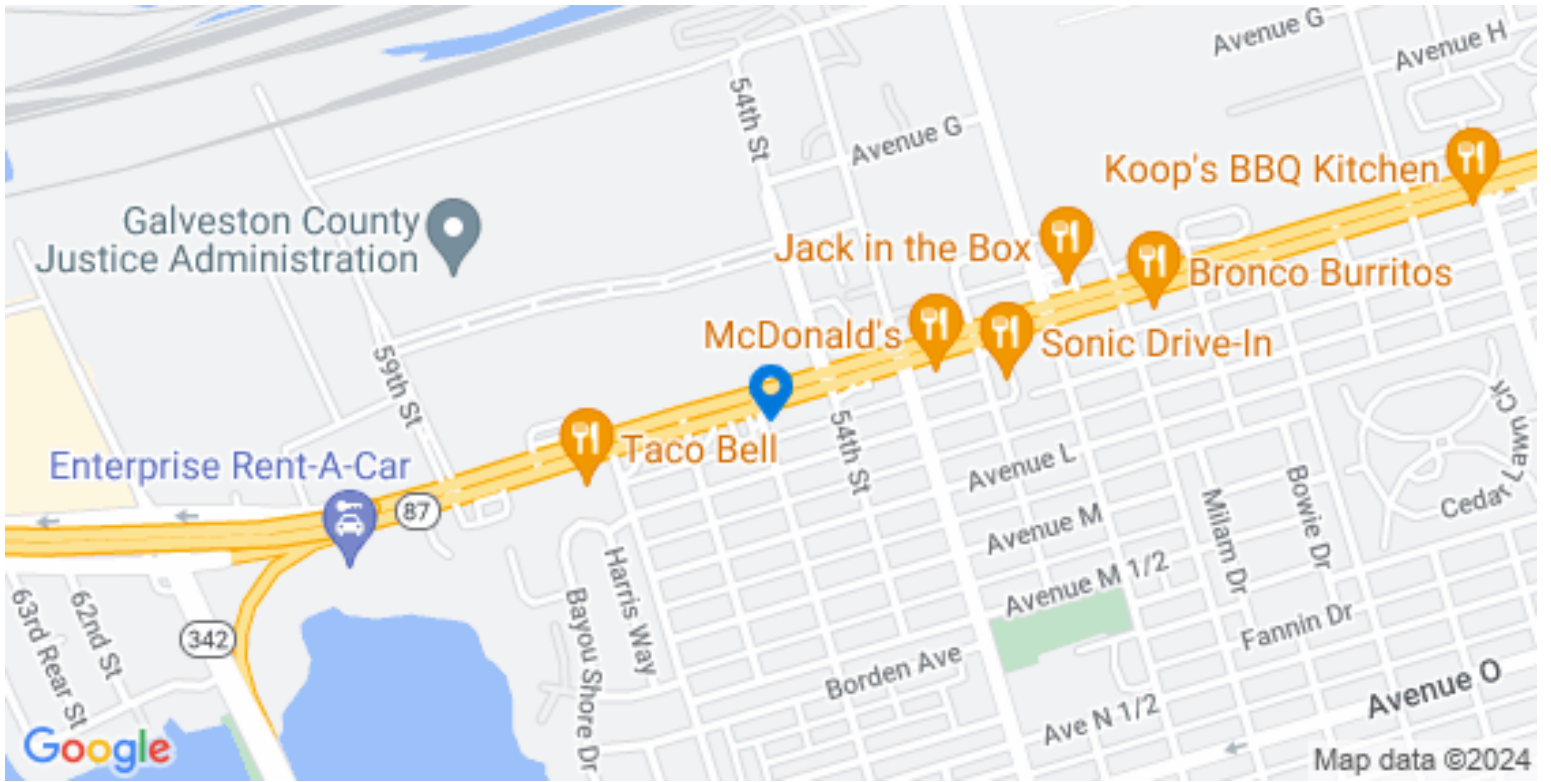 Avenue G
Avenue H
54th St
Avenue G
Koop's BBQ Kitchen
Galveston County
Justice Administration
Jack in the Box
Bronco Burritos
McDonald's
Sonic Drive-In
59th St
Taco Bell
54th St
Enterprise Rent-A-Car
87
Avenue L
Lawn Ck
Cedar
Bowie Dr
Milam Dr
Avenue M
Avenue M 1/2
Harris Way
Bayou Shore Dr
63rd Rear St
62nd St
342
Fannin Dr
Borden Ave
Avenue O
Ave N 1/2
Google
Map data ©2024